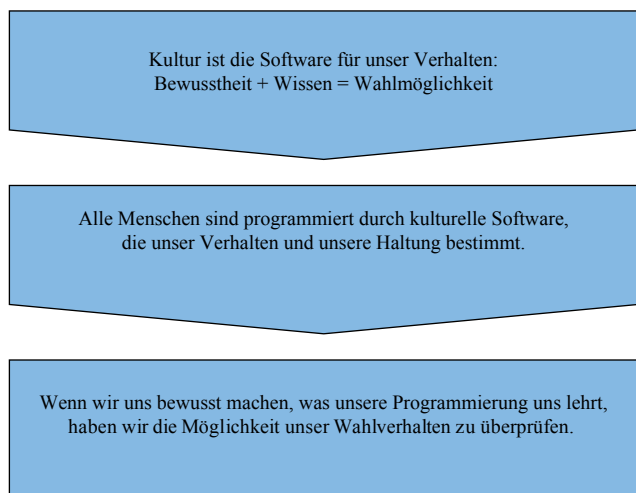 Kultur ist die Software für unser Verhalten:
Bewusstheit + Wissen = Wahlmöglichkeit
Alle Menschen sind programmiert durch kulturelle Software,
die unser Verhalten und unsere Haltung bestimmt.
Wenn wir uns bewusst machen, was unsere Programmierung uns lehrt,
haben wir die Möglichkeit unser Wahlverhalten zu überprüfen.